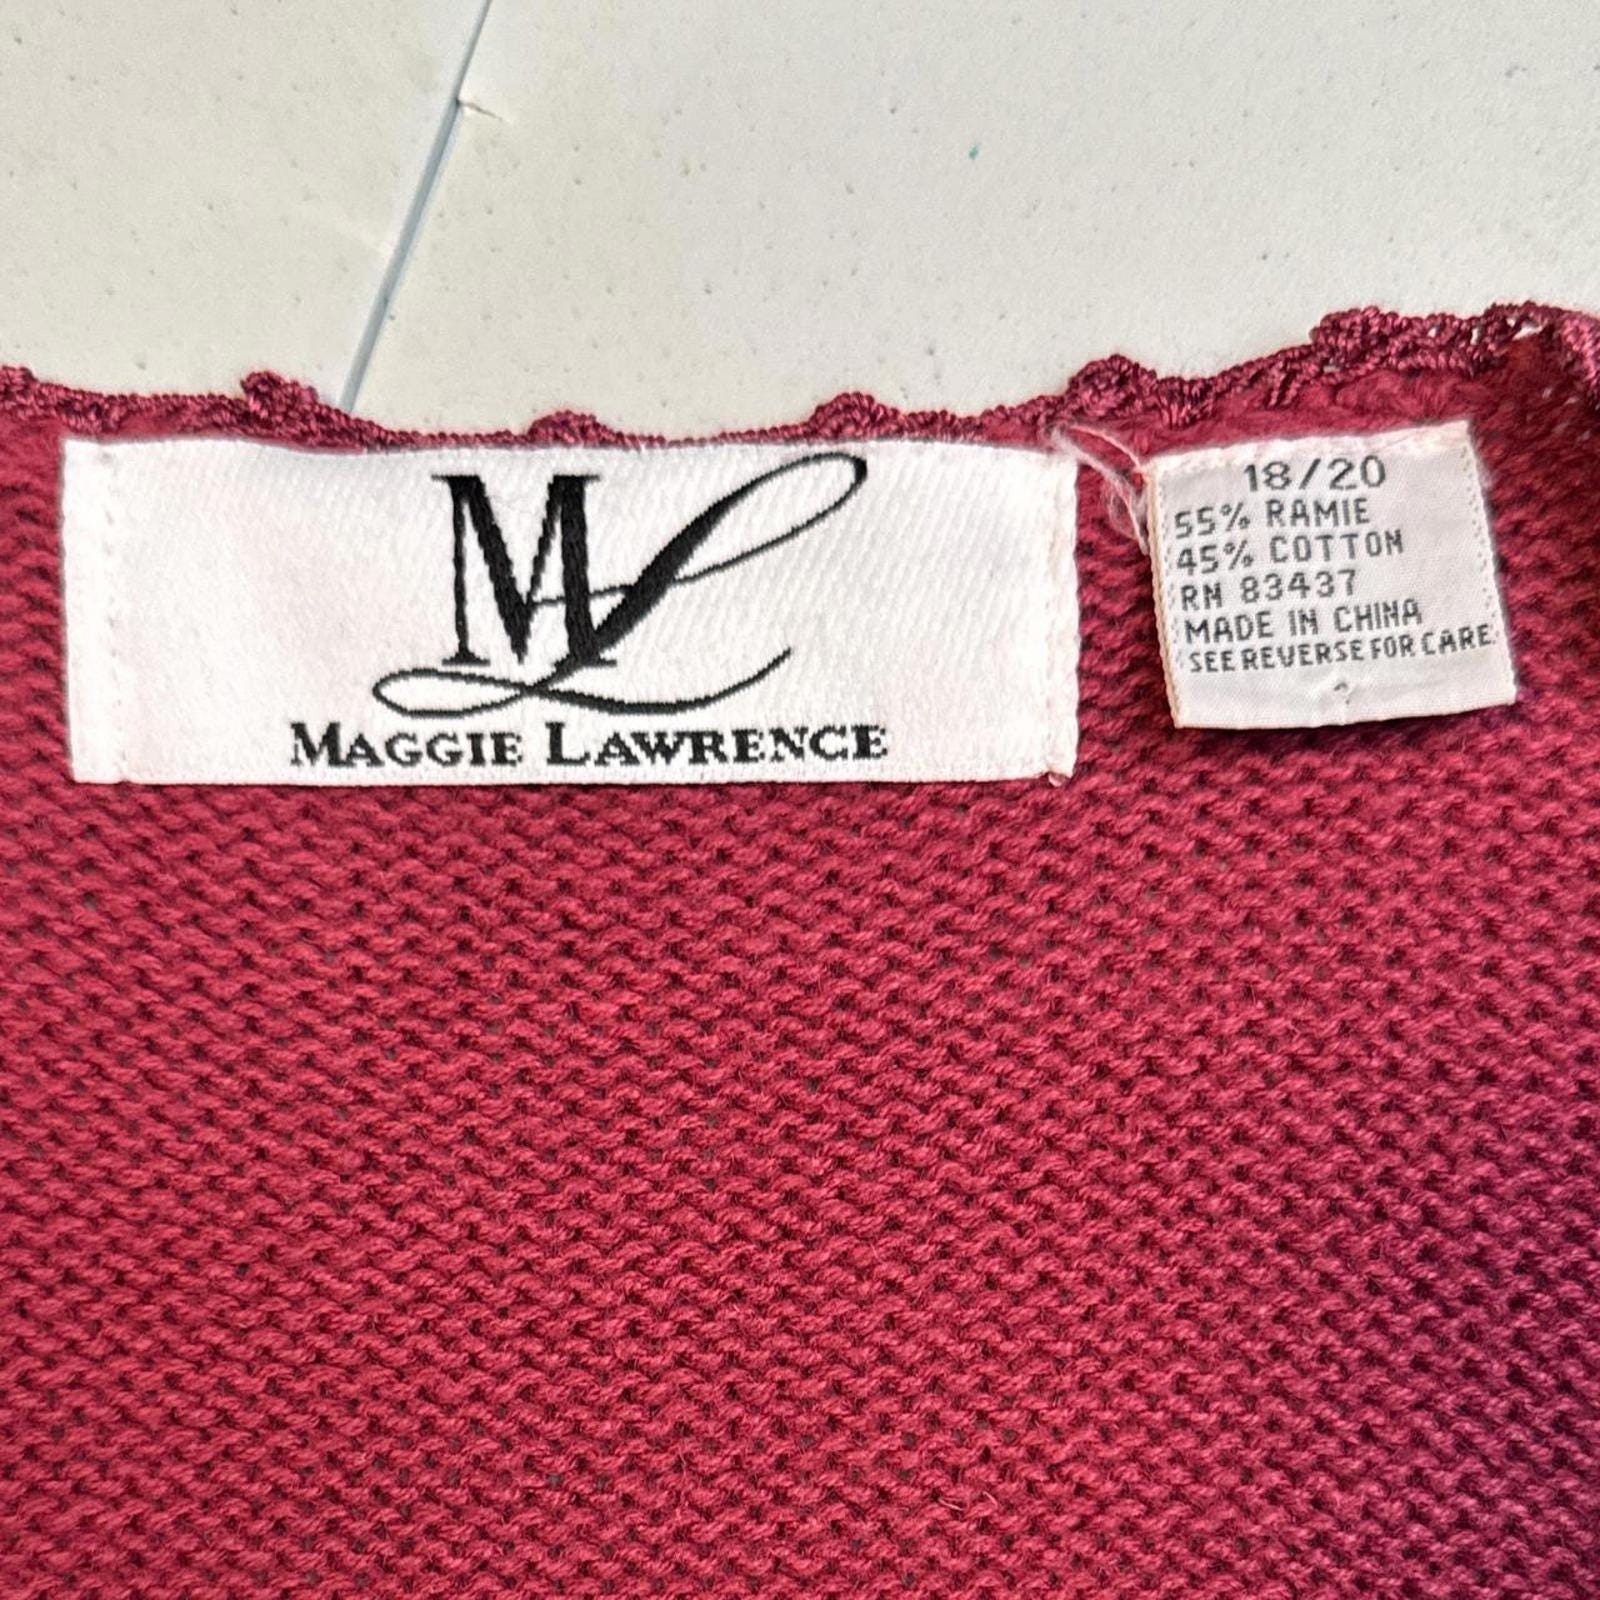 ML
MAGGIE LAWRENCE
18/20
55% RAMIE
45% COTTON
RN 83437
MADE IN CHINA
SEE REVERSE FOR CARE